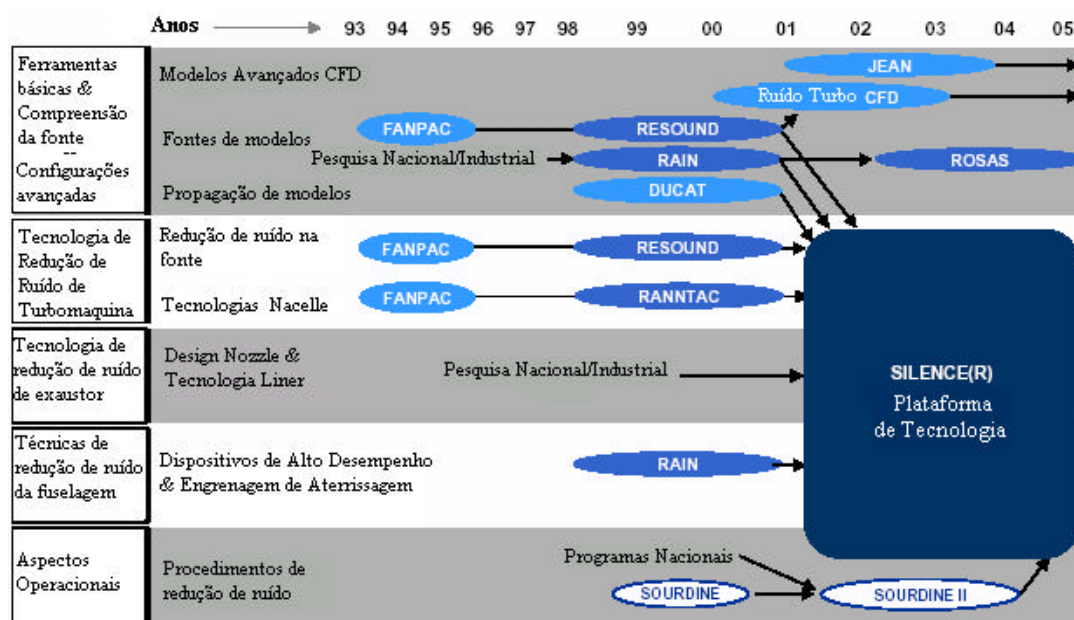 Anos 93 94 95 96 97 98 99 00 01 02 03 04 05
Ferramentas
básicas &
Compreensão
da fonte
--
Configurações
avançadas
Modelos Avançados CFD
JEAN
Ruído Turbo CFD
Fontes de modelos
FANPAC
RESOUND
Pesquisa Nacional/Industrial
RAIN
ROSAS
Propagação de modelos
DUCAT
Tecnologia de
Redução de
Ruído de
Turbomaquina
Redução de ruído na
fonte
FANPAC
RESOUND
Tecnologias Nacelle
FANPAC
RANNTAC
Tecnologia de
redução de ruído
de exaustor
Design Nozzle &
Tecnologia Liner
Pesquisa Nacional/Industrial
SILENCE(R)
Plataforma
de Tecnologia
Técnicas de
redução de ruído
da fuselagem
Dispositivos de Alto Desempenho
& Engrenagem de Aterrissagem
RAIN
Aspectos
Operacionais
Procedimentos de
redução de ruído
Programas Nacionais
SOURDINE
SOURDINE II